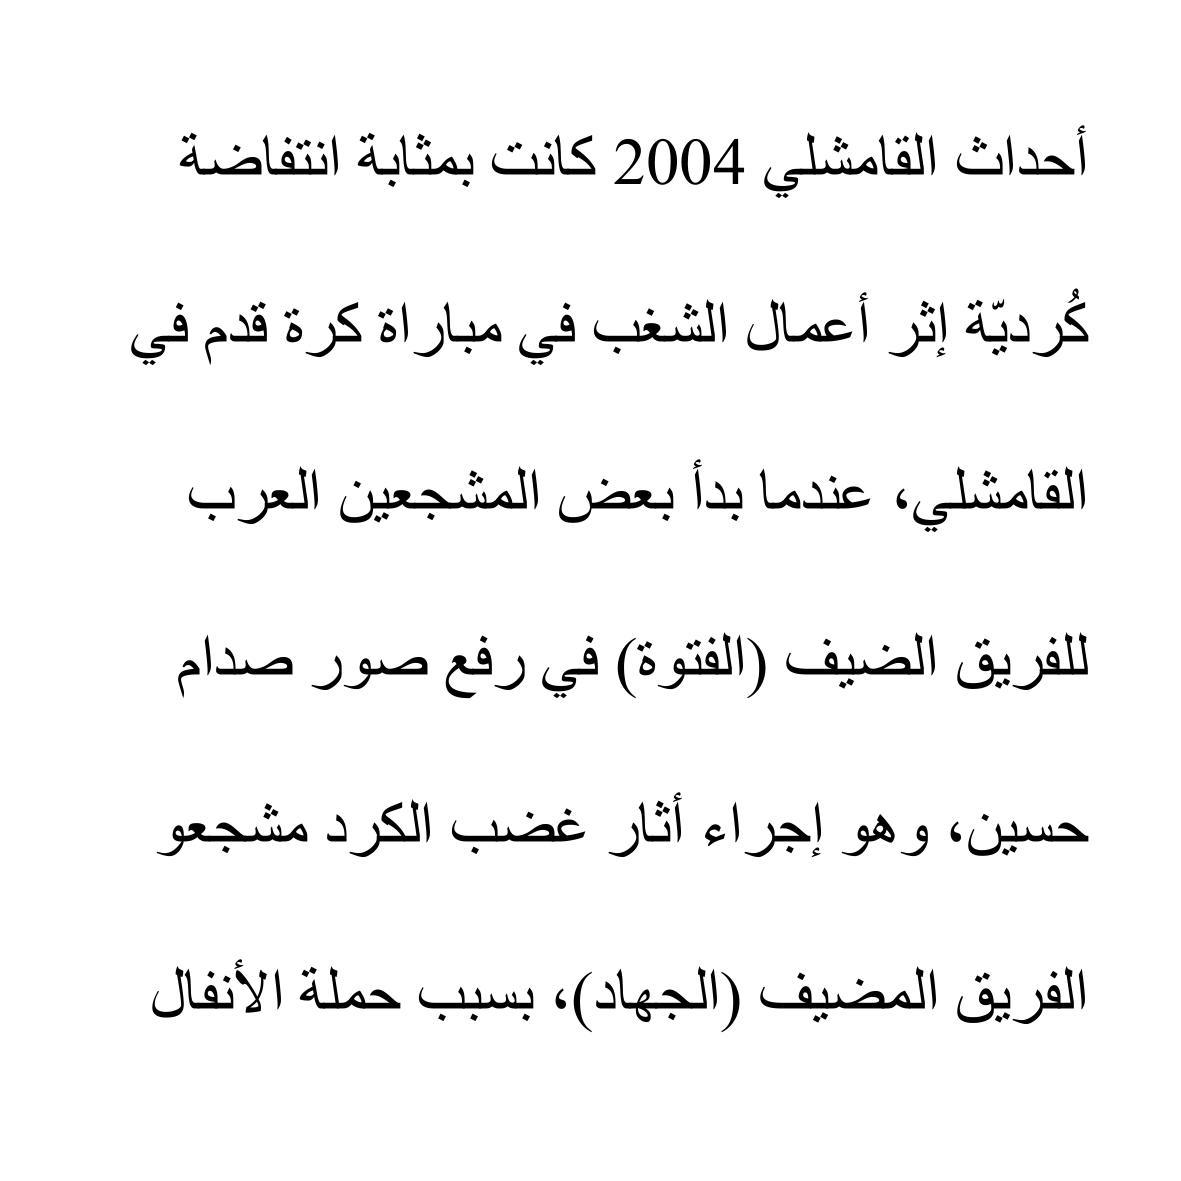 أحداث القامشلي 2004 كانت بمثابة انتفاضة
كُرديّة إثر أعمال الشغب في مباراة كرة قدم في
القامشلي، عندما بدأ بعض المشجعين العرب
للفريق الضيف (الفتوة) في رفع صور صدام
حسين، وهو إجراء أثار غضب الكرد مشجعو
الفريق المضيف (الجهاد)، بسبب حملة الأنفال